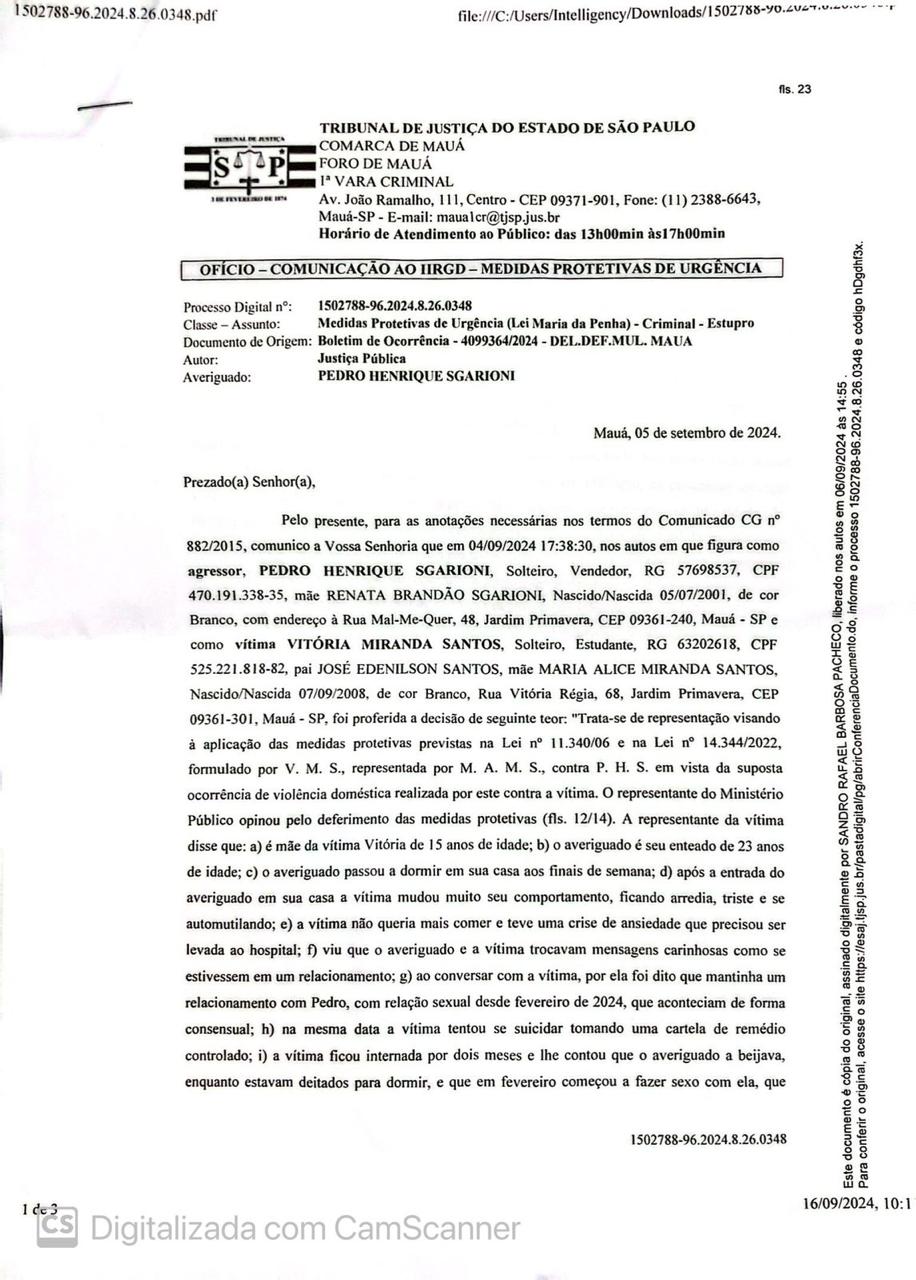 1502788-96.2024.8.26.0348.pdf
file:///C:/Users/Intelligency/Downloads/1502788-96.2024.8.26.0348.p
fls. 23
TRIBUNAL DE JUSTIÇA
S P
3 DE FEVEREIRO DE 1874
TRIBUNAL DE JUSTIÇA DO ESTADO DE SÃO PAULO
COMARCA DE MAUÁ
FORO DE MAUÁ
1ª VARA CRIMINAL
Av. João Ramalho, 111, Centro - CEP 09371-901, Fone: (11) 2388-6643,
Mauá-SP - E-mail: maua1cr@tjsp.jus.br
Horário de Atendimento ao Público: das 13h00min às17h00min
OFÍCIO – COMUNICAÇÃO AO IIRGD – MEDIDAS PROTETIVAS DE URGÊNCIA
Processo Digital nº: 1502788-96.2024.8.26.0348
Classe – Assunto: Medidas Protetivas de Urgência (Lei Maria da Penha) - Criminal - Estupro
Documento de Origem: Boletim de Ocorrência - 4099364/2024 - DEL.DEF.MUL. MAUA
Autor: Justiça Pública
Averiguado: PEDRO HENRIQUE SGARIONI
Mauá, 05 de setembro de 2024.
Prezado(a) Senhor(a),
Pelo presente, para as anotações necessárias nos termos do Comunicado CG nº
882/2015, comunico a Vossa Senhoria que em 04/09/2024 17:38:30, nos autos em que figura como
agressor, PEDRO HENRIQUE SGARIONI, Solteiro, Vendedor, RG 57698537, CPF
470.191.338-35, mãe RENATA BRANDÃO SGARIONI, Nascido/Nascida 05/07/2001, de cor
Branco, com endereço à Rua Mal-Me-Quer, 48, Jardim Primavera, CEP 09361-240, Mauá - SP e
como vítima VITÓRIA MIRANDA SANTOS, Solteiro, Estudante, RG 63202618, CPF
525.221.818-82, pai JOSÉ EDENILSON SANTOS, mãe MARIA ALICE MIRANDA SANTOS,
Nascido/Nascida 07/09/2008, de cor Branco, Rua Vitória Régia, 68, Jardim Primavera, CEP
09361-301, Mauá - SP, foi proferida a decisão de seguinte teor: "Trata-se de representação visando
à aplicação das medidas protetivas previstas na Lei nº 11.340/06 e na Lei nº 14.344/2022,
formulado por V. M. S., representada por M. A. M. S., contra P. H. S. em vista da suposta
ocorrência de violência doméstica realizada por este contra a vítima. O representante do Ministério
Público opinou pelo deferimento das medidas protetivas (fls. 12/14). A representante da vítima
disse que: a) é mãe da vítima Vitória de 15 anos de idade; b) o averiguado é seu enteado de 23 anos
de idade; c) o averiguado passou a dormir em sua casa aos finais de semana; d) após a entrada do
averiguado em sua casa a vítima mudou muito seu comportamento, ficando arredia, triste e se
automutilando; e) a vítima não queria mais comer e teve uma crise de ansiedade que precisou ser
levada ao hospital; f) viu que o averiguado e a vítima trocavam mensagens carinhosas como se
estivessem em um relacionamento; g) ao conversar com a vítima, por ela foi dito que mantinha um
relacionamento com Pedro, com relação sexual desde fevereiro de 2024, que aconteciam de forma
consensual; h) na mesma data a vítima tentou se suicidar tomando uma cartela de remédio
controlado; i) a vítima ficou internada por dois meses e lhe contou que o averiguado a beijava,
enquanto estavam deitados para dormir, e que em fevereiro começou a fazer sexo com ela, que
1502788-96.2024.8.26.0348
Este documento é cópia do original, assinado digitalmente por SANDRO RAFAEL BARBOSA PACHECO, liberado nos autos em 06/09/2024 às 14:55 .
Para conferir o original, acesse o site https://esaj.tjsp.jus.br/pastadigital/pg/abrirConferenciaDocumento.do, informe o processo 1502788-96.2024.8.26.0348 e código hDgdhf3x.
1 de 3
16/09/2024, 10:1
CS Digitalizada com CamScanner